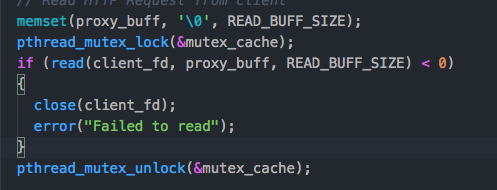 // Read HTTP Request from client
memset(proxy_buff, '\0', READ_BUFF_SIZE);
pthread_mutex_lock(&mutex_cache);
if (read(client_fd, proxy_buff, READ_BUFF_SIZE) < 0)
{
close(client_fd);
error("Failed to read");
}
pthread_mutex_unlock(&mutex_cache);